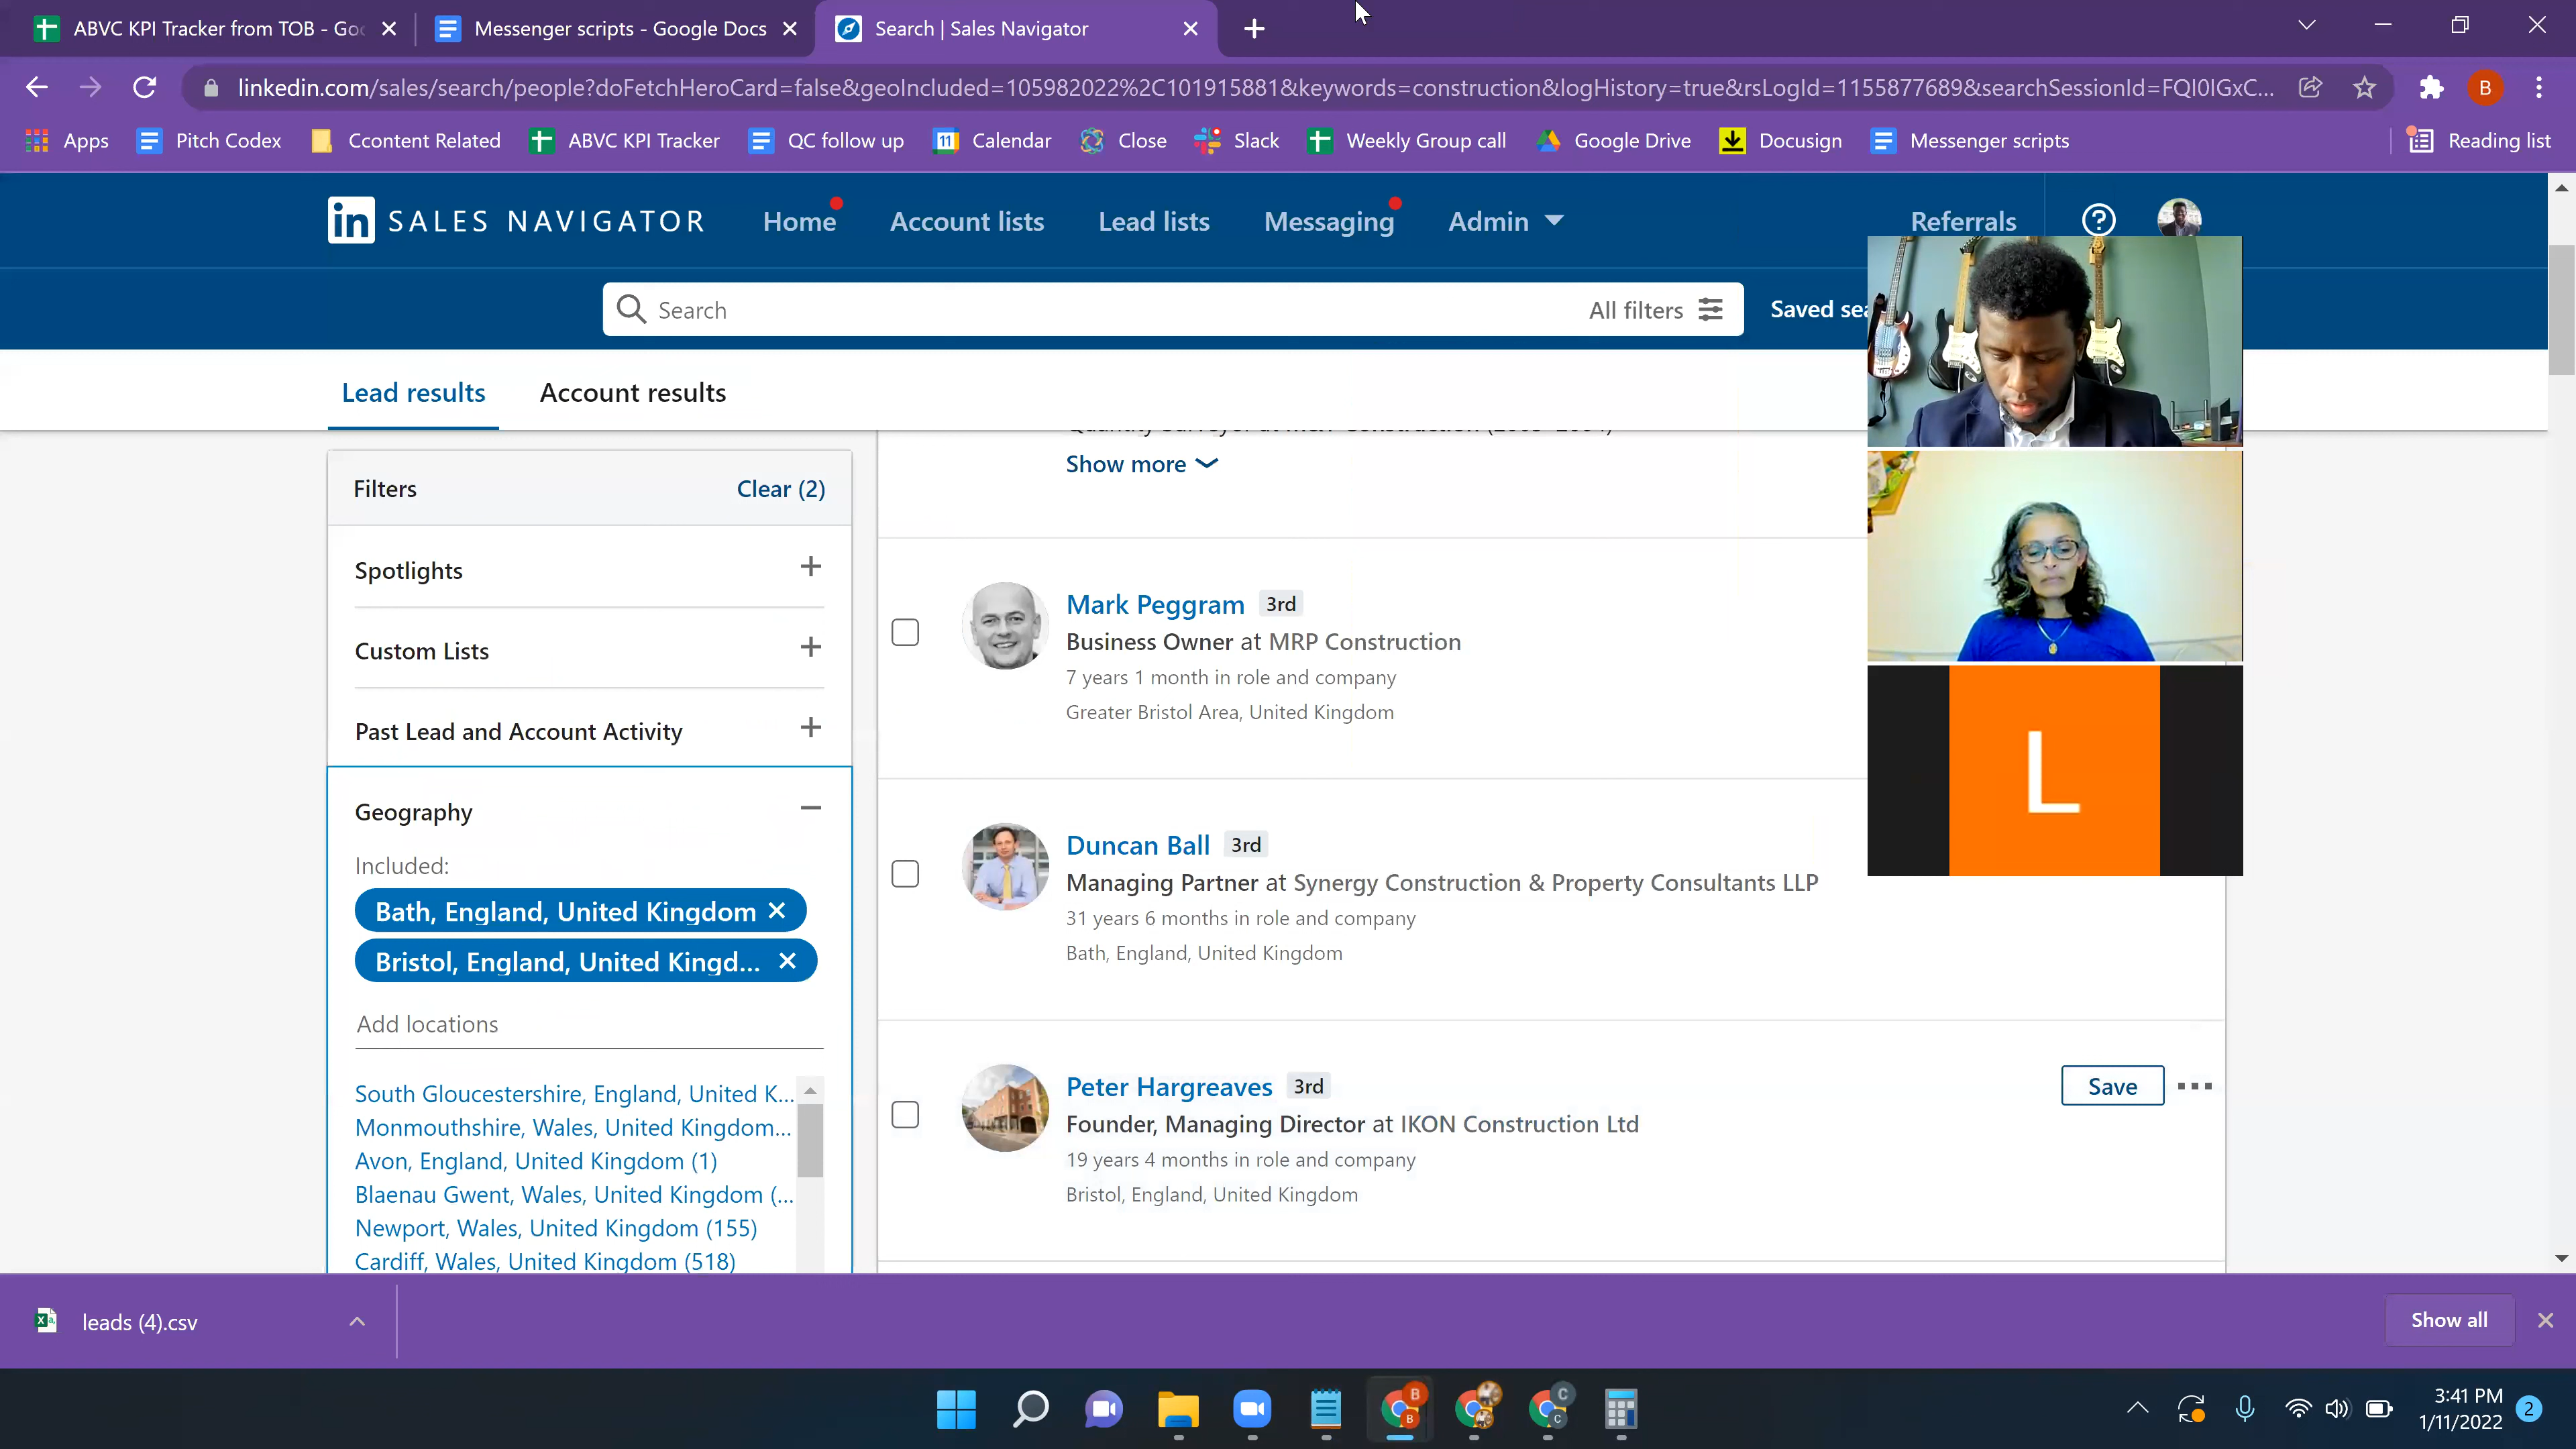 ABVC KPI Tracker from TOB - Goo
Messenger scripts - Google Docs
Search | Sales Navigator
linkedin.com/sales/search/people?doFetchHeroCard=false&geoIncluded=105982022%2C101915881&keywords=construction&logHistory=true&rsLogId=1155877689&searchSessionId=FQI0IGxC...
B
Apps
Pitch Codex
Ccontent Related
ABVC KPI Tracker
QC follow up
11
Calendar
Close
Slack
Weekly Group call
Google Drive
Docusign
Messenger scripts
Reading list
in SALES NAVIGATOR
Home
Account lists
Lead lists
Messaging
Admin
Referrals
Search
All filters
Saved sea
Lead results
Account results
Filters
Clear (2)
Spotlights
Custom Lists
Past Lead and Account Activity
Geography
Included:
Bath, England, United Kingdom
Bristol, England, United Kingd...
Add locations
South Gloucestershire, England, United K...
Monmouthshire, Wales, United Kingdom...
Avon, England, United Kingdom (1)
Blaenau Gwent, Wales, United Kingdom (...
Newport, Wales, United Kingdom (155)
Cardiff, Wales, United Kingdom (518)
Show more
Mark Peggram 3rd
Business Owner at MRP Construction
7 years 1 month in role and company
Greater Bristol Area, United Kingdom
Duncan Ball 3rd
Managing Partner at Synergy Construction & Property Consultants LLP
31 years 6 months in role and company
Bath, England, United Kingdom
Peter Hargreaves 3rd
Founder, Managing Director at IKON Construction Ltd
19 years 4 months in role and company
Bristol, England, United Kingdom
Save
L
leads (4).csv
Show all
B
B
C
C
3:41 PM
1/11/2022
2